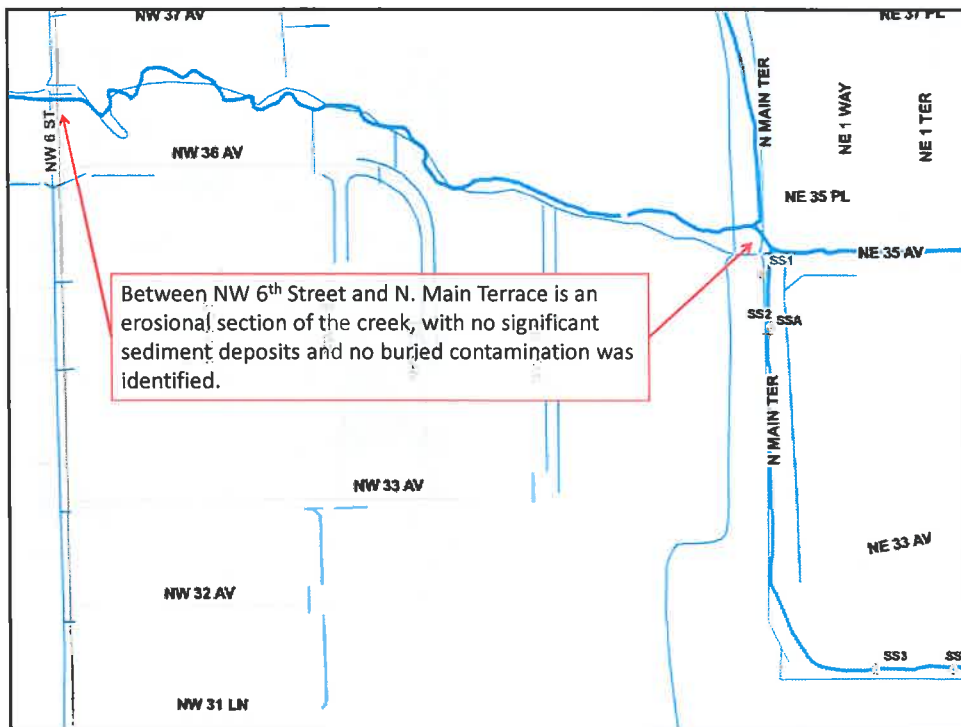 NW 37 AV
NE 37 PL
N MAIN TER
NE 1 WAY
NE 1 TER
NW 6 ST
NW 36 AV
NE 35 PL
NE 35 AV
SS1
Between NW 6th Street and N. Main Terrace is an
erosional section of the creek, with no significant
sediment deposits and no buried contamination was
identified.
SS2
SSA
N MAIN TER
NW 33 AV
NE 33 AV
NW 32 AV
SS3
SS
NW 31 LN